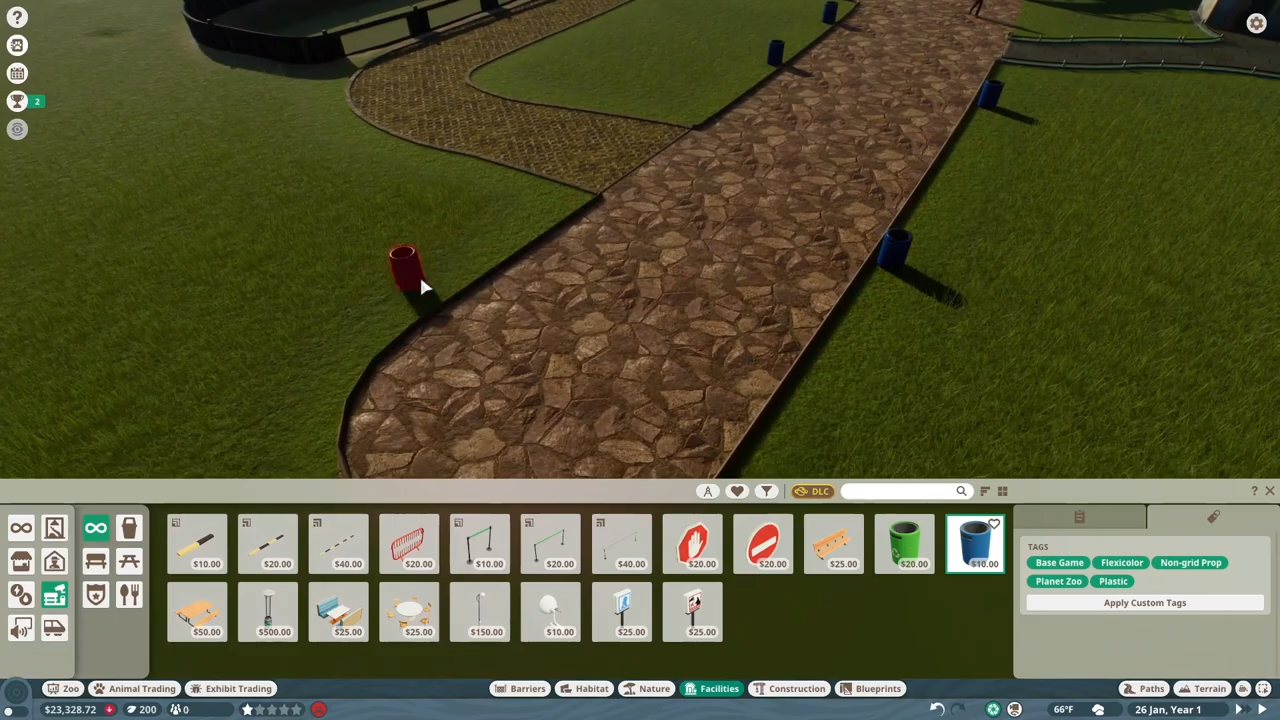 ?
2
DLC
?
$10.00
$20.00
$40.00
$20.00
$10.00
$20.00
$40.00
$20.00
$20.00
$25.00
$20.00
$10.00
TAGS
Base Game
Flexicolor
Non-grid Prop
Planet Zoo
Plastic
Apply Custom Tags
$50.00
$500.00
$25.00
$25.00
$150.00
$10.00
$25.00
$25.00
Zoo
Animal Trading
Exhibit Trading
Barriers
Habitat
Nature
Facilities
Construction
Blueprints
Paths
Terrain
$23,328.72
200
0
66°F
26 Jan, Year 1